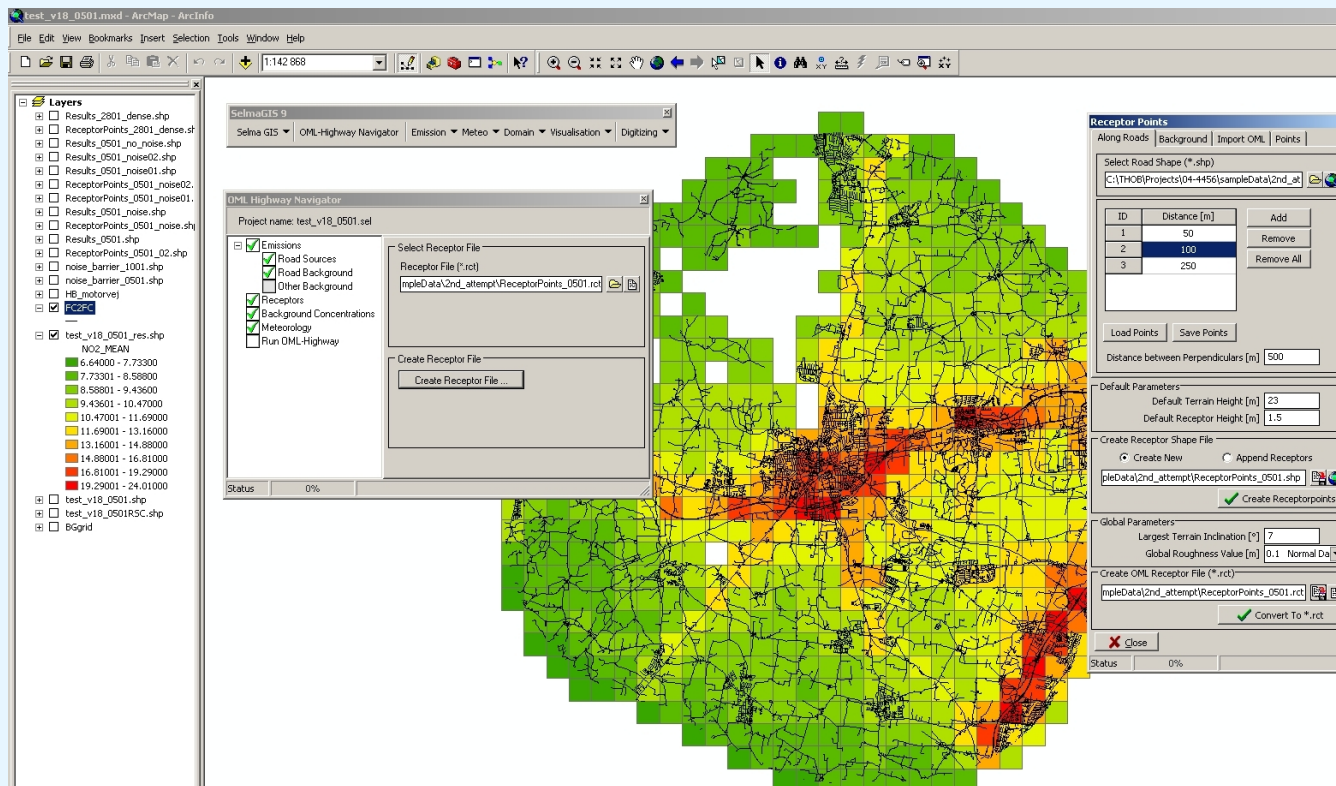 test_v18_0501.mxd - ArcMap - ArcInfo
File Edit View Bookmarks Insert Selection Tools Window Help
1:142 868
Layers
Results_2801_dense.shp
ReceptorPoints_2801_dense.sh
Results_0501_no_noise.shp
Results_0501_noise02.shp
Results_0501_noise01.shp
ReceptorPoints_0501_noise02.
ReceptorPoints_0501_noise01.
Results_0501_noise.shp
ReceptorPoints_0501_noise.shp
Results_0501.shp
ReceptorPoints_0501_02.shp
noise_barrier_1001.shp
noise_barrier_0501.shp
HB_motorvej
FC2FC
test_v18_0501_res.shp
NO2_MEAN
6.64000 - 7.73300
7.73301 - 8.58800
8.58801 - 9.43600
9.43601 - 10.47000
10.47001 - 11.69000
11.69001 - 13.16000
13.16001 - 14.88000
14.88001 - 16.81000
16.81001 - 19.29000
19.29001 - 24.01000
test_v18_0501.shp
test_v18_0501RSC.shp
BGgrid
SelmaGIS 9
Selma GIS OML-Highway Navigator Emission Meteo Domain Visualisation Digitizing
OML Highway Navigator
Project name: test_v18_0501.sel
Emissions
Road Sources
Road Background
Other Background
Receptors
Background Concentrations
Meteorology
Run OML-Highway
Select Receptor File
Receptor File (*.rct)
mpleData\2nd_attempt\ReceptorPoints_0501.rct
Create Receptor File
Create Receptor File ...
Status 0%
Receptor Points
Along Roads Background Import OML Points
Select Road Shape (*.shp)
C:\THOB\Projects\04-4456\sampleData\2nd_at
ID Distance [m]
1 50
2 100
3 250
Add
Remove
Remove All
Load Points Save Points
Distance between Perpendiculars [m] 500
Default Parameters
Default Terrain Height [m] 23
Default Receptor Height [m] 1.5
Create Receptor Shape File
Create New Append Receptors
pleData\2nd_attempt\ReceptorPoints_0501.shp
Create Receptorpoints
Global Parameters
Largest Terrain Inclination [°] 7
Global Roughness Value [m] 0.1 Normal Da
Create OML Receptor File (*.rct)
mpleData\2nd_attempt\ReceptorPoints_0501.rct
Convert To *.rct
Close
Status 0%